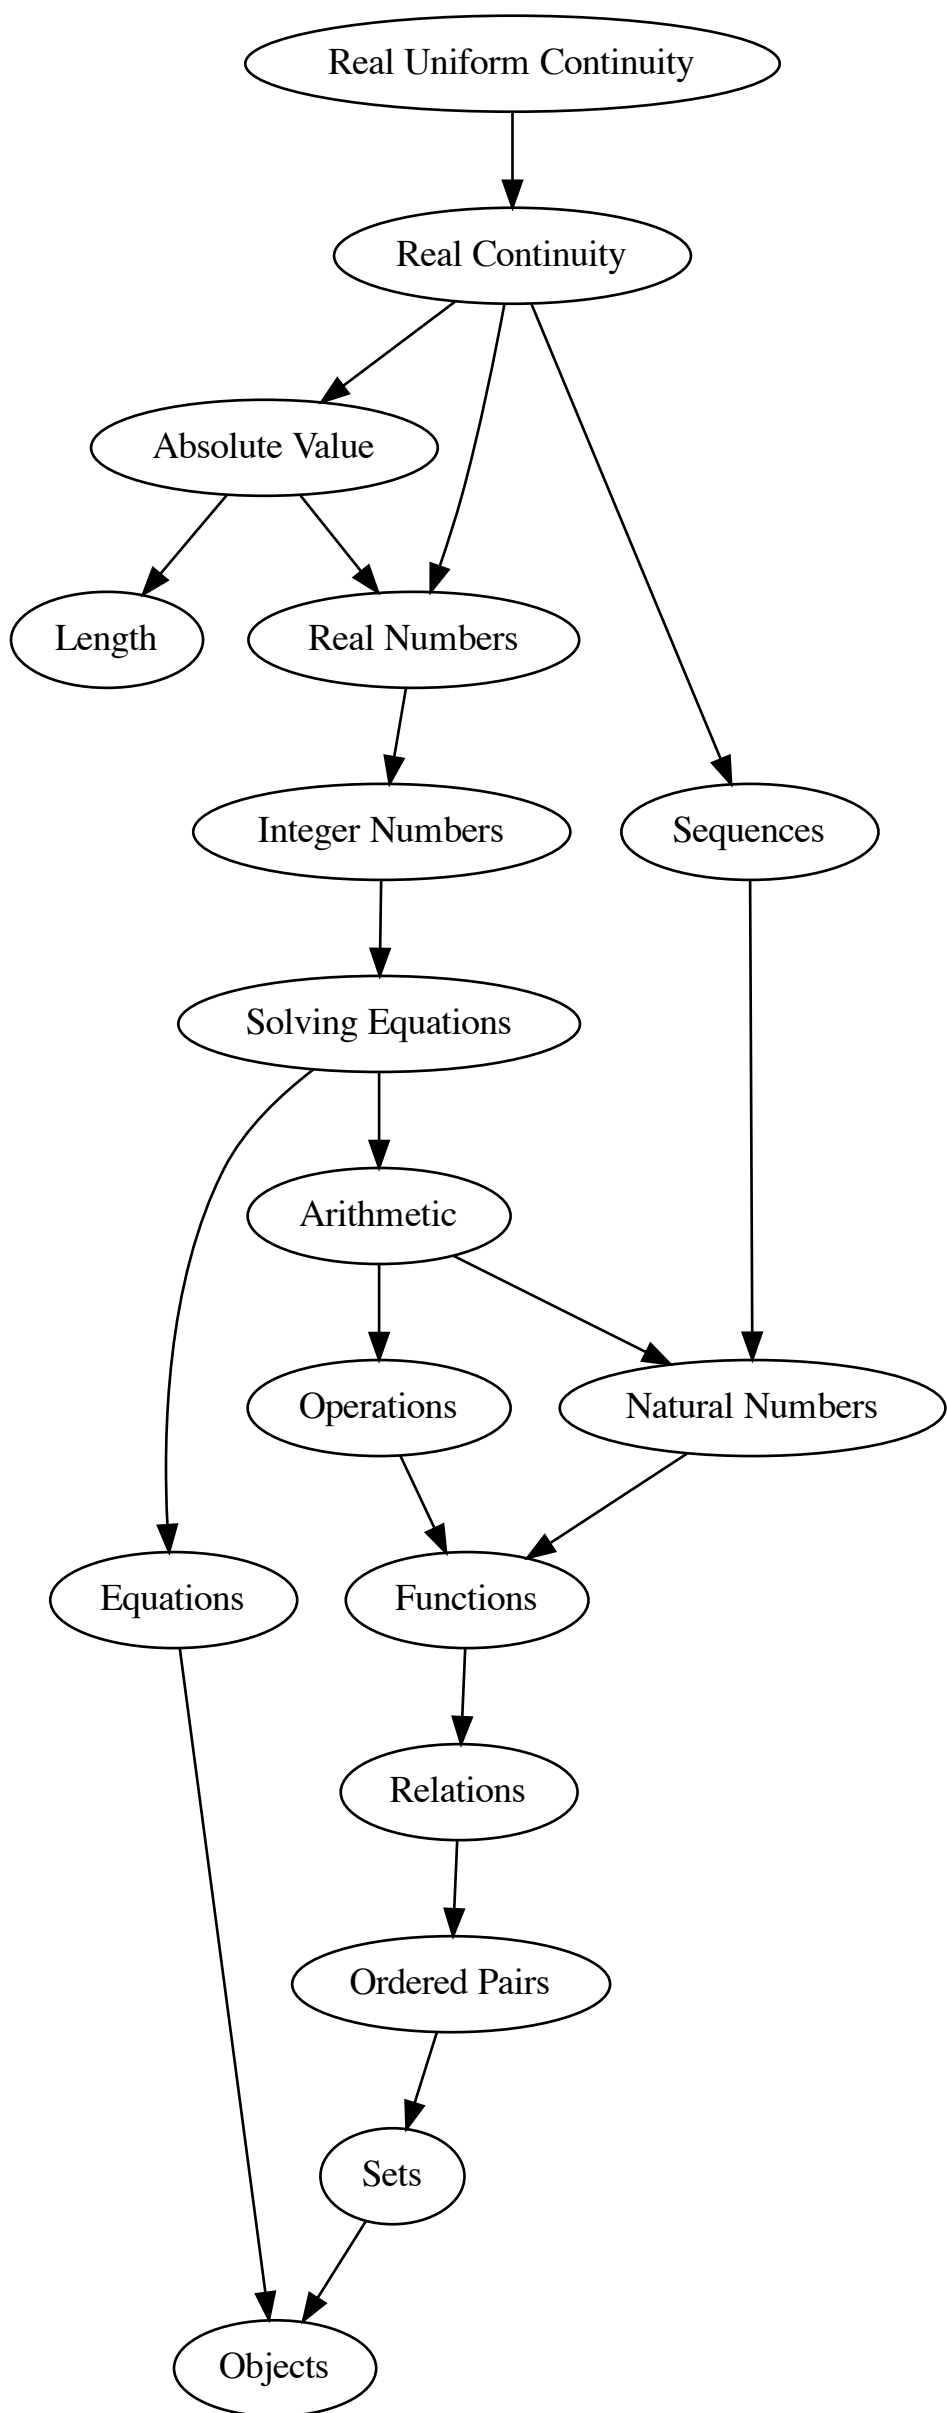 Real Uniform Continuity
Real Continuity
Absolute Value
Length
Real Numbers
Integer Numbers
Sequences
Solving Equations
Arithmetic
Operations
Natural Numbers
Equations
Functions
Relations
Ordered Pairs
Sets
Objects